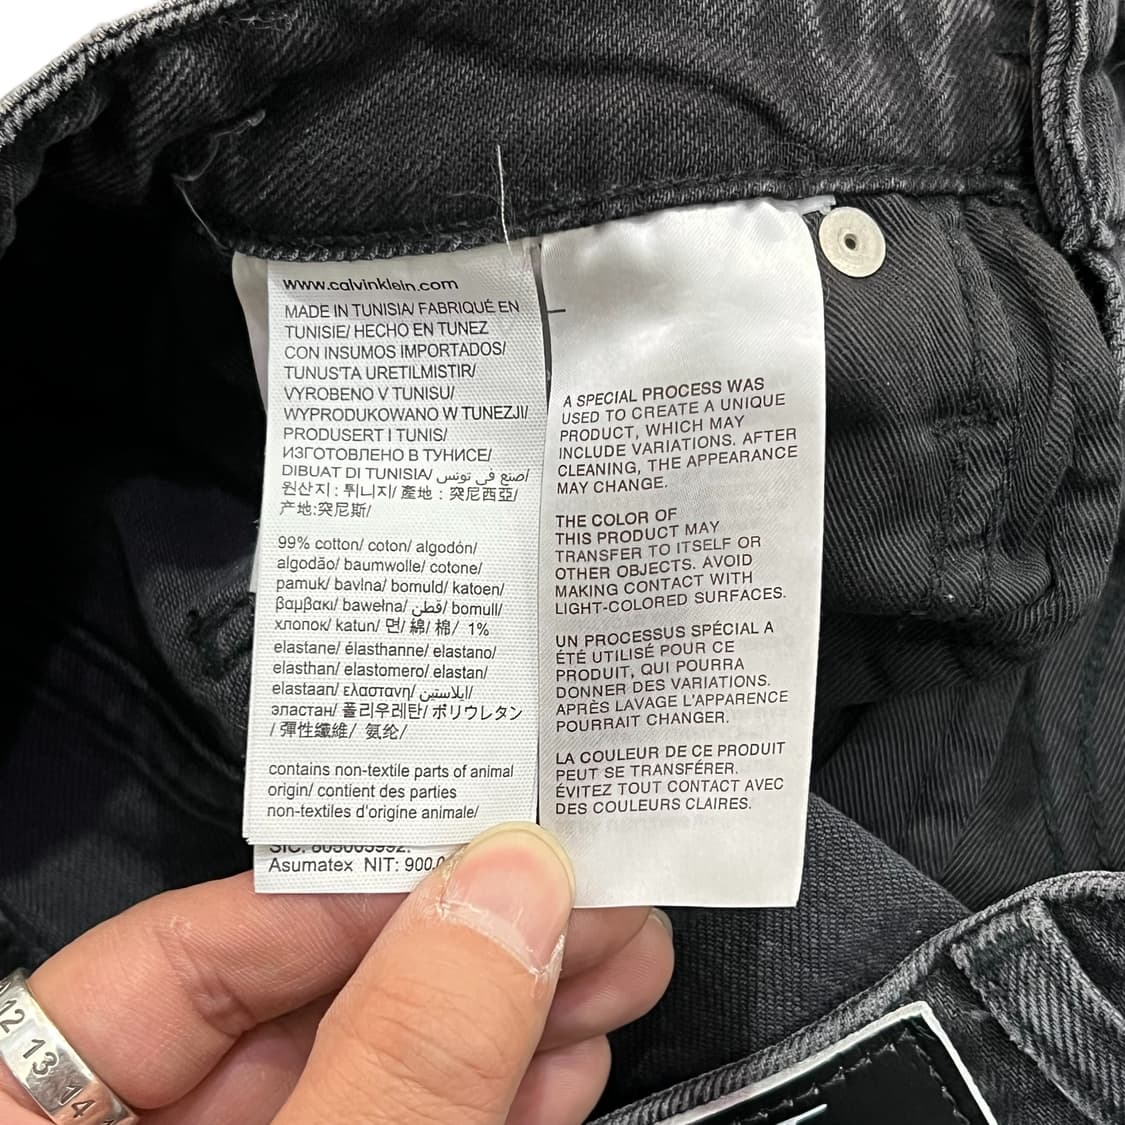 www.calvinklein.com
MADE IN TUNISIA/ FABRIQUÉ EN
TUNISIE/ HECHO EN TUNEZ
CON INSUMOS IMPORTADOS/
TUNUS'TA URETILMISTIR/
VYROBENO V TUNISU/
WYPRODUKOWANO W TUNEZJI/
PRODUSERT I TUNIS/
ИЗГОТОВЛЕНО В ТУНИСЕ/
DIBUAT DI TUNISIA/ صنع في تونس/
원산지 : 튀니지/ 產地 : 突尼西亞/
产地:突尼斯/
99% cotton/ coton/ algodón/
algodão/ baumwolle/ cotone/
pamuk/ bavlna/ bomuld/ katoen/
βαμβακι/ bawełna/ قطن/ bomull/
хлопок/ katun/ 면/ 綿/ 棉/ 1%
elastane/ élasthanne/ elastano/
elasthan/ elastomero/ elastan/
elastaan/ ελαστανη/ ايلاستين/
эластан/ 폴리우레탄/ ポリウレタン
/ 彈性纖維/ 氨纶/
contains non-textile parts of animal
origin/ contient des parties
non-textiles d'origine animale/
SIC: 805005992.
Asumatex NIT: 900.0
A SPECIAL PROCESS WAS
USED TO CREATE A UNIQUE
PRODUCT, WHICH MAY
INCLUDE VARIATIONS. AFTER
CLEANING, THE APPEARANCE
MAY CHANGE.
THE COLOR OF
THIS PRODUCT MAY
TRANSFER TO ITSELF OR
OTHER OBJECTS. AVOID
MAKING CONTACT WITH
LIGHT-COLORED SURFACES.
UN PROCESSUS SPÉCIAL A
ÉTÉ UTILISÉ POUR CE
PRODUIT, QUI POURRA
DONNER DES VARIATIONS.
APRÈS LAVAGE L'APPARENCE
POURRAIT CHANGER.
LA COULEUR DE CE PRODUIT
PEUT SE TRANSFÉRER.
ÉVITEZ TOUT CONTACT AVEC
DES COULEURS CLAIRES.
12 13 14